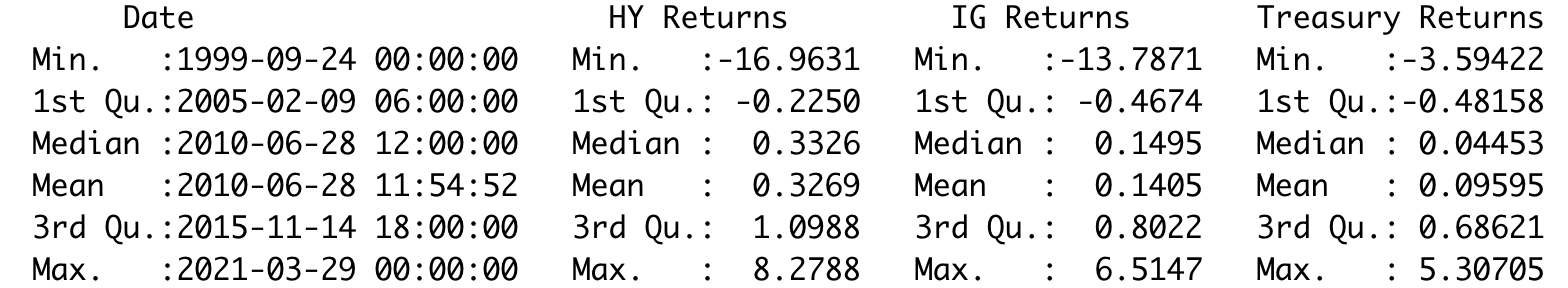 Date HY Returns IG Returns Treasury Returns
Min. :1999-09-24 00:00:00 Min. :-16.9631 Min. :-13.7871 Min. :-3.59422
1st Qu.:2005-02-09 06:00:00 1st Qu.: -0.2250 1st Qu.: -0.4674 1st Qu.:-0.48158
Median :2010-06-28 12:00:00 Median : 0.3326 Median : 0.1495 Median : 0.04453
Mean :2010-06-28 11:54:52 Mean : 0.3269 Mean : 0.1405 Mean : 0.09595
3rd Qu.:2015-11-14 18:00:00 3rd Qu.: 1.0988 3rd Qu.: 0.8022 3rd Qu.: 0.68621
Max. :2021-03-29 00:00:00 Max. : 8.2788 Max. : 6.5147 Max. : 5.30705